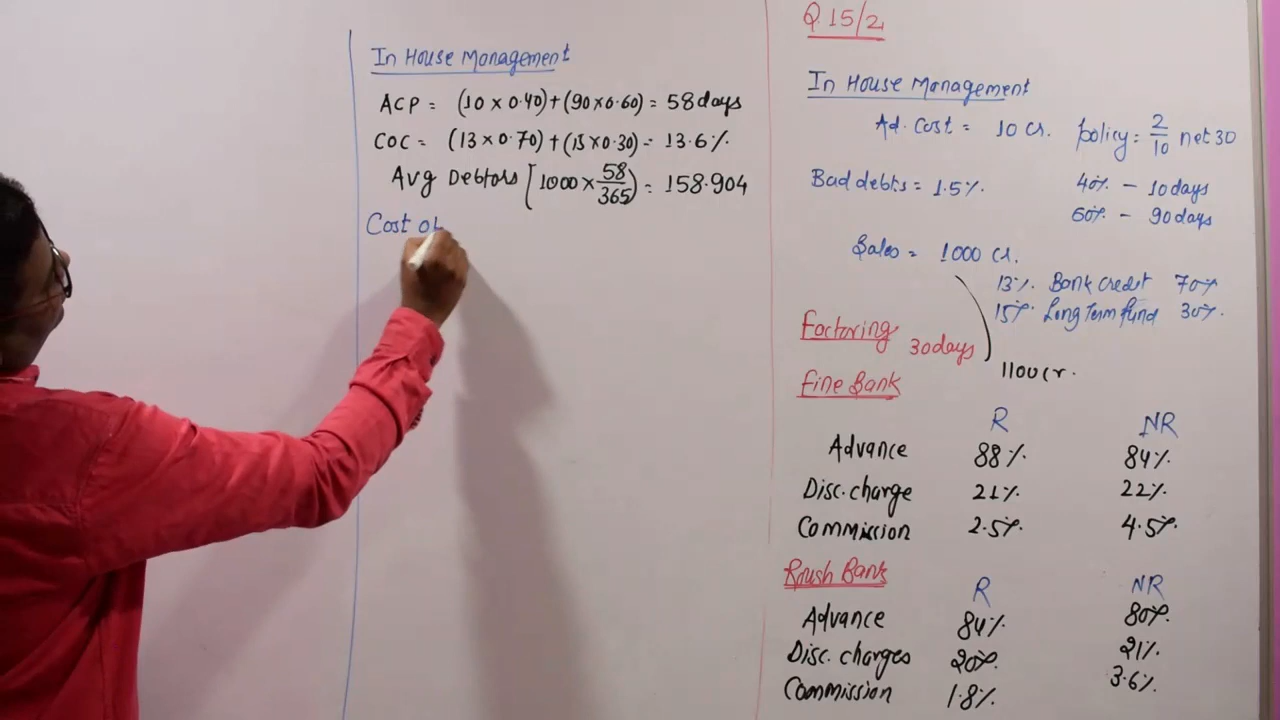 In House Management
ACP = (10 x 0.40) + (90 x 0.60) = 58 days
COC = (13 x 0.70) + (15 x 0.30) = 13.6%
Avg Debtors [1000 x 58/365) = 158.904
Cost of
Q.15/2
In House Management
Ad. Cost = 10 Cr. policy: 2/10 net 30
Bad debts = 1.5% 40% - 10 days
60% - 90 days
Sales = 1000 Cr.
13% Bank credit 70%
15% Long Term fund 30%.
Factoring 30 days
1100 Cr.
Fine Bank
R NR
Advance 88% 84%
Disc. charge 21% 22%
Commission 2.5% 4.5%
Roush Bank
R NR
Advance 84% 80%
Disc. charges 20% 21%
Commission 1.8% 3.6%